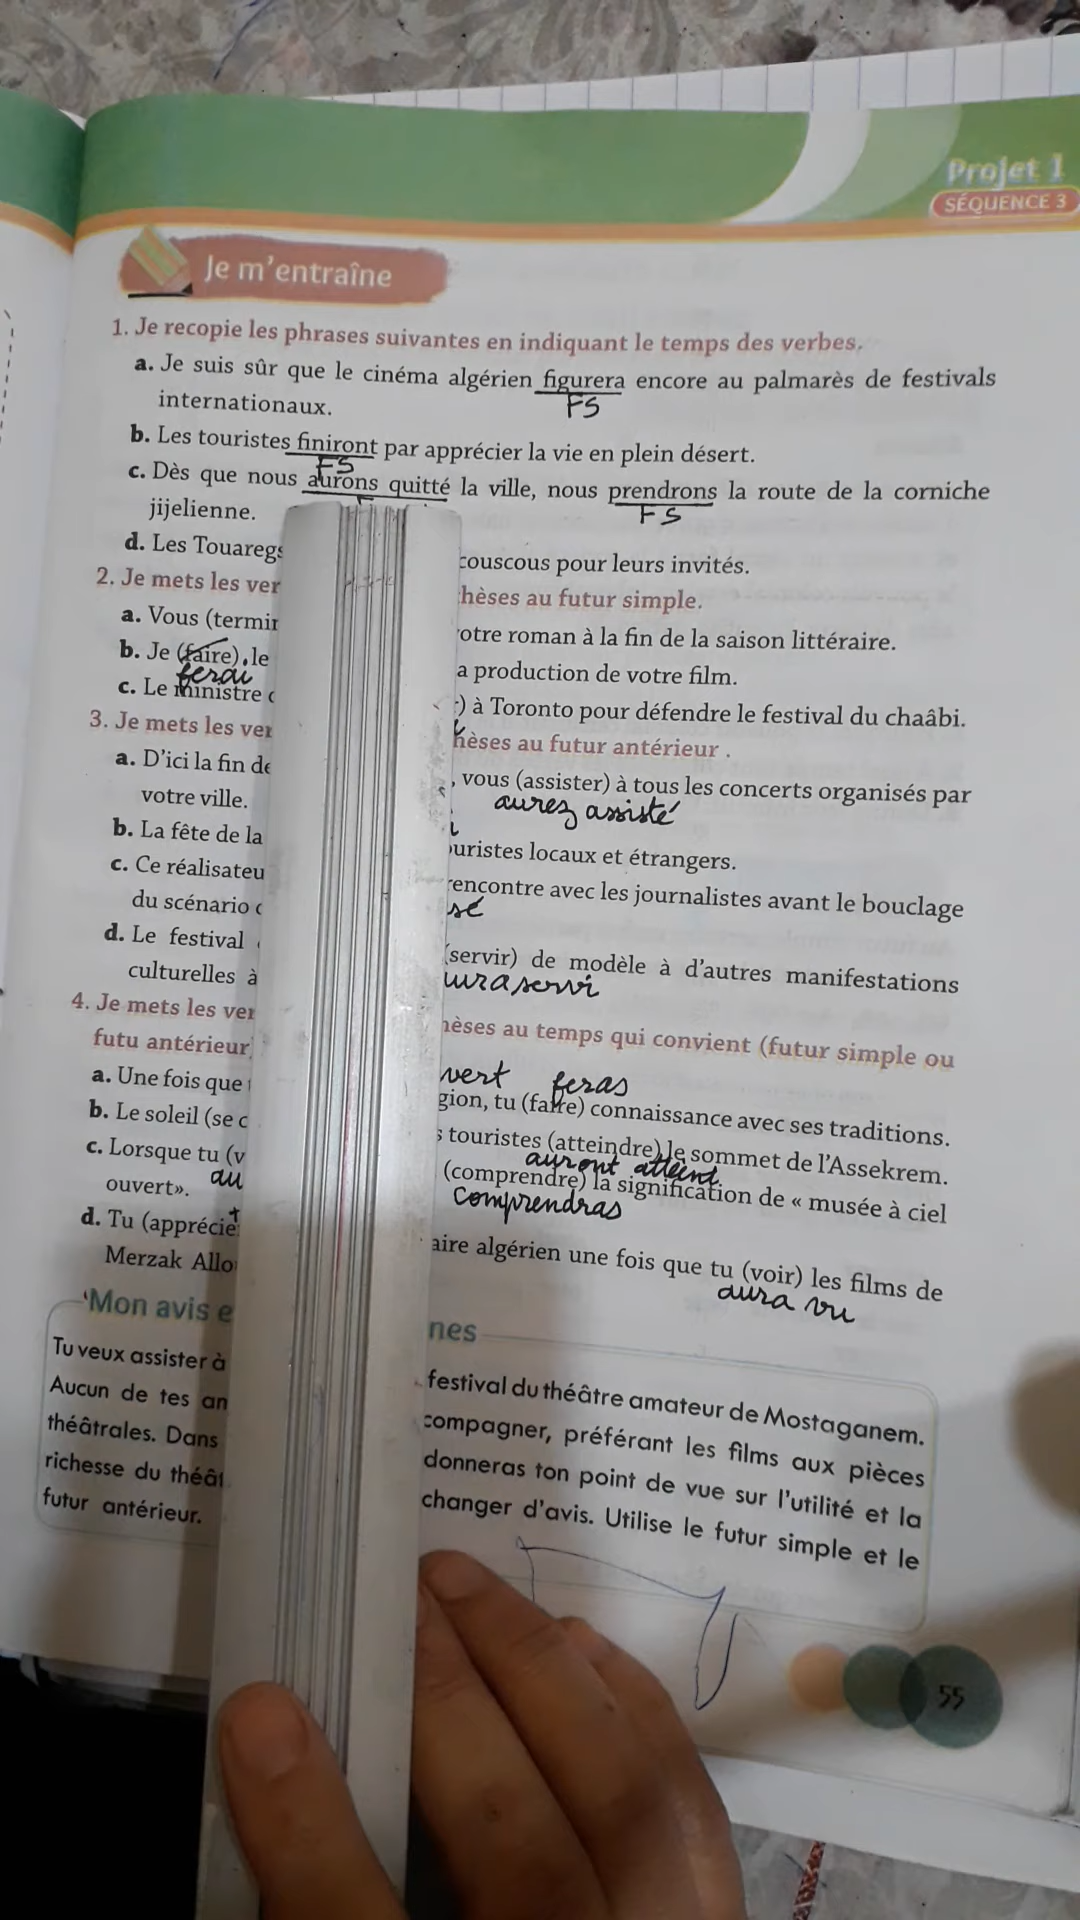 Projet 1
SÉQUENCE 3
Je m'entraîne
1. Je recopie les phrases suivantes en indiquant le temps des verbes.
a. Je suis sûr que le cinéma algérien figurera encore au palmarès de festivals
FS
internationaux.
b. Les touristes finiront par apprécier la vie en plein désert.
FS
c. Dès que nous aurons quitté la ville, nous prendrons la route de la corniche
FS
jijelienne.
d. Les Touaregs couscous pour leurs invités.
2. Je mets les ver hèses au futur simple.
a. Vous (termin otre roman à la fin de la saison littéraire.
b. Je (faire) le a production de votre film.
ferai
c. Le ministre à Toronto pour défendre le festival du chaâbi.
3. Je mets les ver hèses au futur antérieur .
a. D'ici la fin de , vous (assister) à tous les concerts organisés par
aurez assisté
votre ville.
b. La fête de la ouristes locaux et étrangers.
c. Ce réalisateu rencontre avec les journalistes avant le bouclage
sé
du scénario
d. Le festival (servir) de modèle à d'autres manifestations
ura servi
culturelles à
4. Je mets les ver hèses au temps qui convient (futur simple ou
futu antérieur)
vert feras
a. Une fois que gion, tu (faire) connaissance avec ses traditions.
b. Le soleil (se c s touristes (atteindre) le sommet de l'Assekrem.
auront atteint
c. Lorsque tu (v (comprendre) la signification de « musée à ciel
au comprendras
ouvert».
d. Tu (apprécie aire algérien une fois que tu (voir) les films de
aura vu
Merzak Allo
Mon avis e nes
Tu veux assister à festival du théâtre amateur de Mostaganem.
Aucun de tes am compagner, préférant les films aux pièces
théâtrales. Dans donneras ton point de vue sur l'utilité et la
richesse du théât changer d'avis. Utilise le futur simple et le
futur antérieur.
55